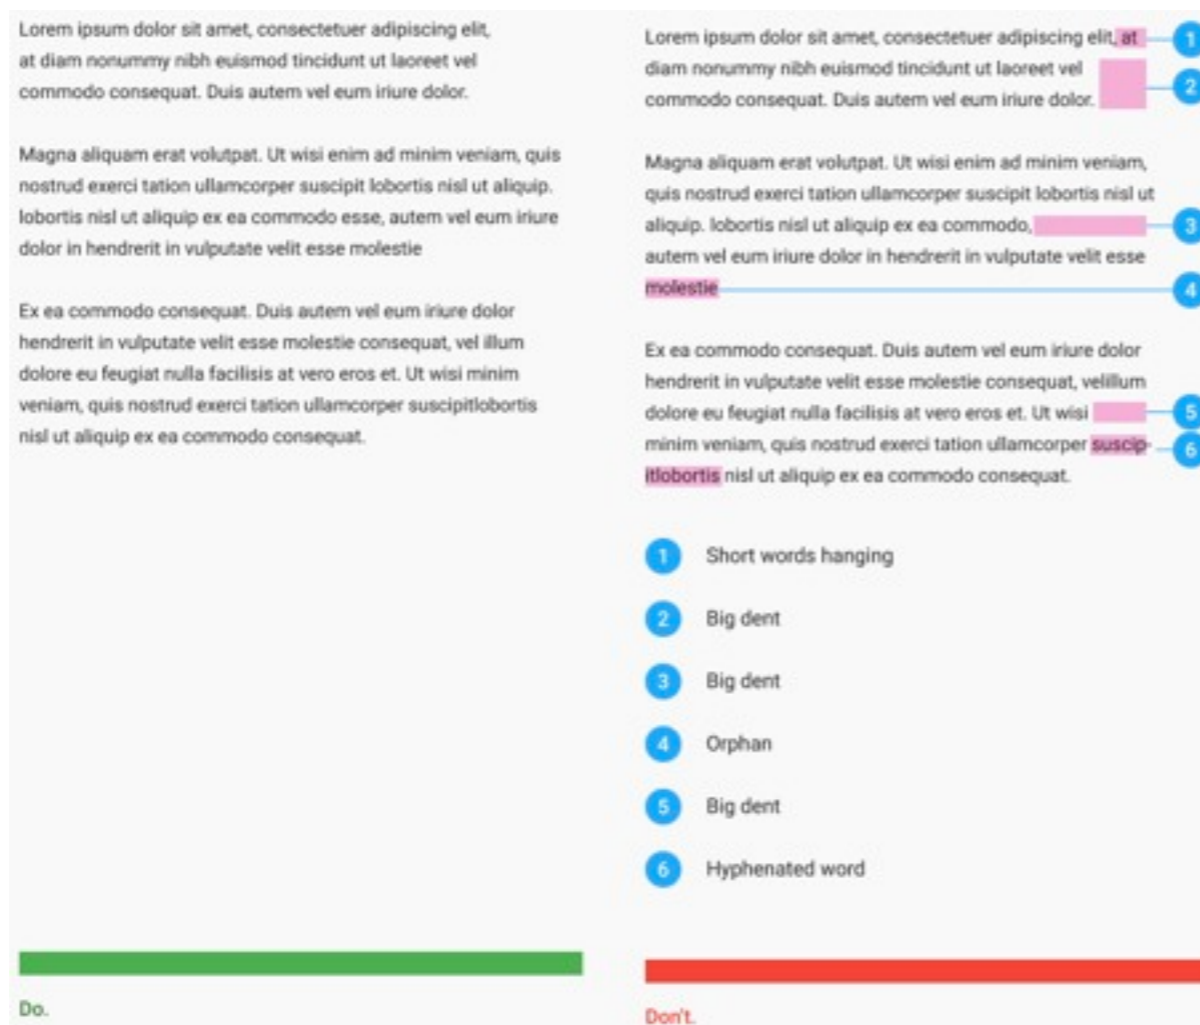 Lorem ipsum dolor sit amet, consectetuer adipiscing elit,
at diam nonummy nibh euismod tincidunt ut laoreet vel
commodo consequat. Duis autem vel eum iriure dolor.
Magna aliquam erat volutpat. Ut wisi enim ad minim veniam, quis
nostrud exerci tation ullamcorper suscipit lobortis nisl ut aliquip.
lobortis nisl ut aliquip ex ea commodo esse, autem vel eum iriure
dolor in hendrerit in vulputate velit esse molestie
Ex ea commodo consequat. Duis autem vel eum iriure dolor
hendrerit in vulputate velit esse molestie consequat, vel illum
dolore eu feugiat nulla facilisis at vero eros et. Ut wisi minim
veniam, quis nostrud exerci tation ullamcorper suscipitlobortis
nisl ut aliquip ex ea commodo consequat.
Do.
Lorem ipsum dolor sit amet, consectetuer adipiscing elit, at 1
diam nonummy nibh euismod tincidunt ut laoreet vel 2
commodo consequat. Duis autem vel eum iriure dolor.
Magna aliquam erat volutpat. Ut wisi enim ad minim veniam,
quis nostrud exerci tation ullamcorper suscipit lobortis nisl ut
aliquip. lobortis nisl ut aliquip ex ea commodo, 3
autem vel eum iriure dolor in hendrerit in vulputate velit esse
molestie 4
Ex ea commodo consequat. Duis autem vel eum iriure dolor
hendrerit in vulputate velit esse molestie consequat, velillum
dolore eu feugiat nulla facilisis at vero eros et. Ut wisi 5
minim veniam, quis nostrud exerci tation ullamcorper suscip- 6
itlobortis nisl ut aliquip ex ea commodo consequat.
1 Short words hanging
2 Big dent
3 Big dent
4 Orphan
5 Big dent
6 Hyphenated word
Don't.